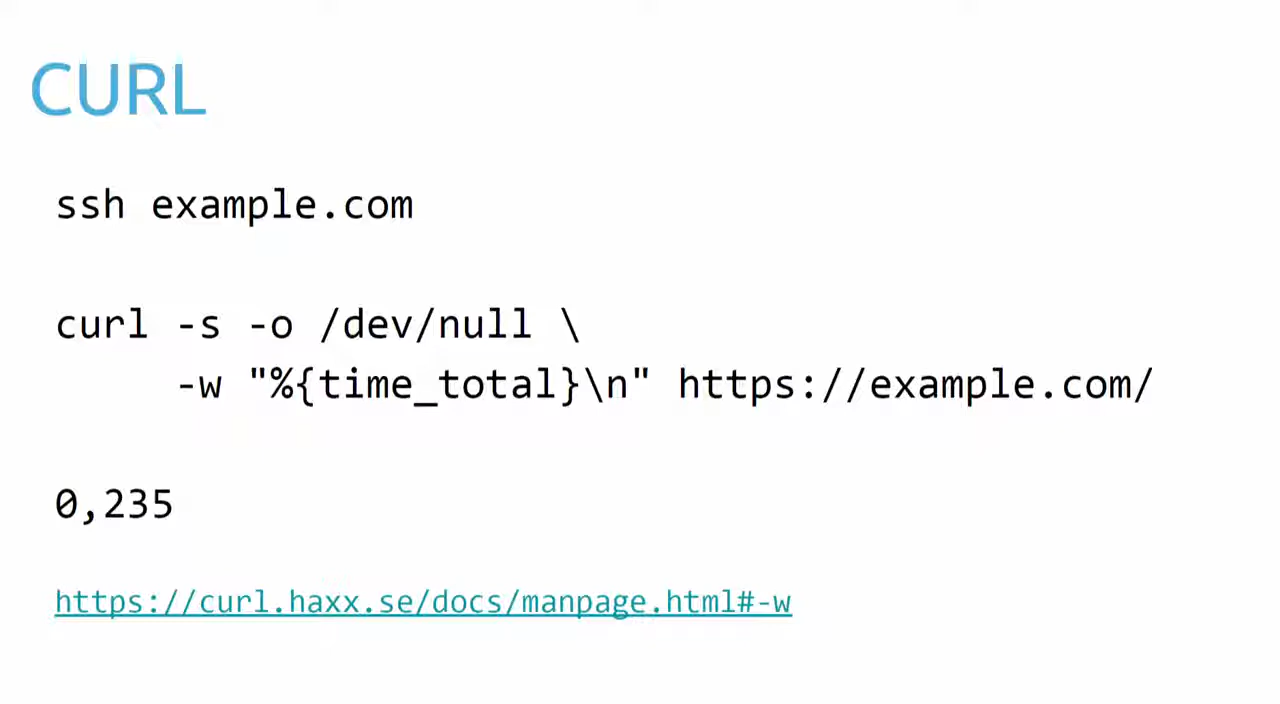 CURL
ssh example.com
curl -s -o /dev/null \
-w "%{time_total}\n" https://example.com/
0,235
https://curl.haxx.se/docs/manpage.html#-w